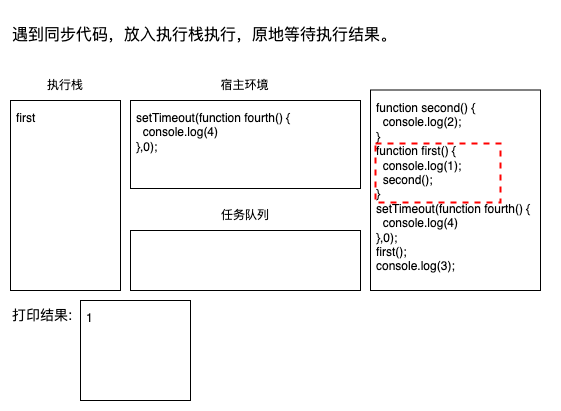 遇到同步代码，放入执行栈执行，原地等待执行结果。
执行栈
宿主环境
first
setTimeout(function fourth() {
console.log(4)
},0);
任务队列
function second() {
console.log(2);
}
function first() {
console.log(1);
second();
}
setTimeout(function fourth() {
console.log(4)
},0);
first();
console.log(3);
打印结果:
1